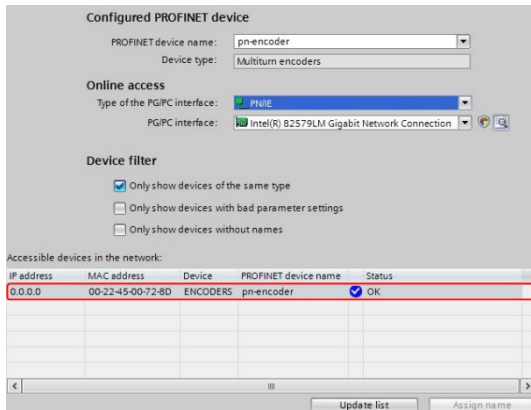 Configured PROFINET device
PROFINET device name: pn-encoder
Device type: Multiturn encoders
Online access
Type of the PG/PC interface: PN/IE
PG/PC interface: Intel(R) 82579LM Gigabit Network Connection
Device filter
Only show devices of the same type
Only show devices with bad parameter settings
Only show devices without names
Accessible devices in the network:
IP address MAC address Device PROFINET device name Status
0.0.0.0 00-22-45-00-72-8D ENCODERS pn-encoder OK
Update list Assign name